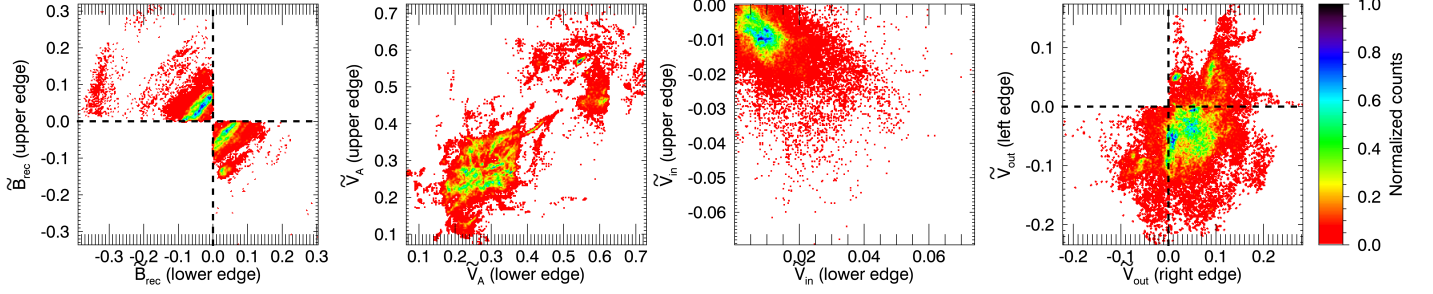 0.3
0.2
0.1
0.0
-0.1
-0.2
-0.3
B̃rec (upper edge)
-0.3 -0.2 -0.1 0.0 0.1 0.2 0.3
B̃rec (lower edge)
0.7
0.6
0.5
0.4
0.3
0.2
0.1
ṼA (upper edge)
0.1 0.2 0.3 0.4 0.5 0.6 0.7
ṼA (lower edge)
0.00
-0.01
-0.02
-0.03
-0.04
-0.05
-0.06
Ṽin (upper edge)
0.02 0.04 0.06
Ṽin (lower edge)
0.1
0.0
-0.1
-0.2
Ṽout (left edge)
-0.2 -0.1 0.0 0.1 0.2
Ṽout (right edge)
1.0
0.8
0.6
0.4
0.2
0.0
Normalized counts